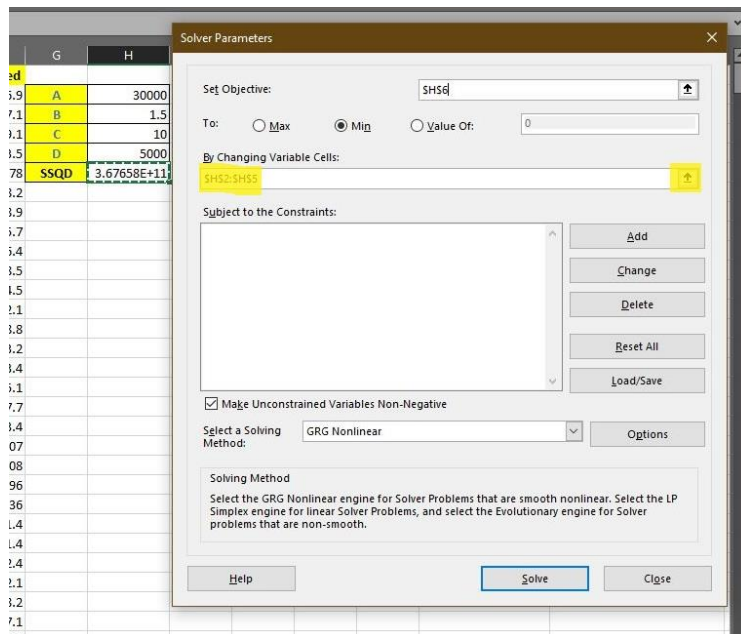 Solver Parameters
G H
ed
5.9 A 30000
7.1 B 1.5
9.1 C 10
3.5 D 5000
78 SSQD 3.67658E+11
3.2
3.9
5.7
5.4
3.5
4.5
2.1
3.8
3.2
3.4
5.1
7.7
3.4
07
08
96
36
1.4
1.4
2.4
2.1
3.2
7.1
Set Objective: $H$6
To: Max Min Value Of: 0
By Changing Variable Cells:
$H$2:$H$5
Subject to the Constraints:
Add
Change
Delete
Reset All
Load/Save
Make Unconstrained Variables Non-Negative
Select a Solving Method: GRG Nonlinear Options
Solving Method
Select the GRG Nonlinear engine for Solver Problems that are smooth nonlinear. Select the LP
Simplex engine for linear Solver Problems, and select the Evolutionary engine for Solver
problems that are non-smooth.
Help Solve Close